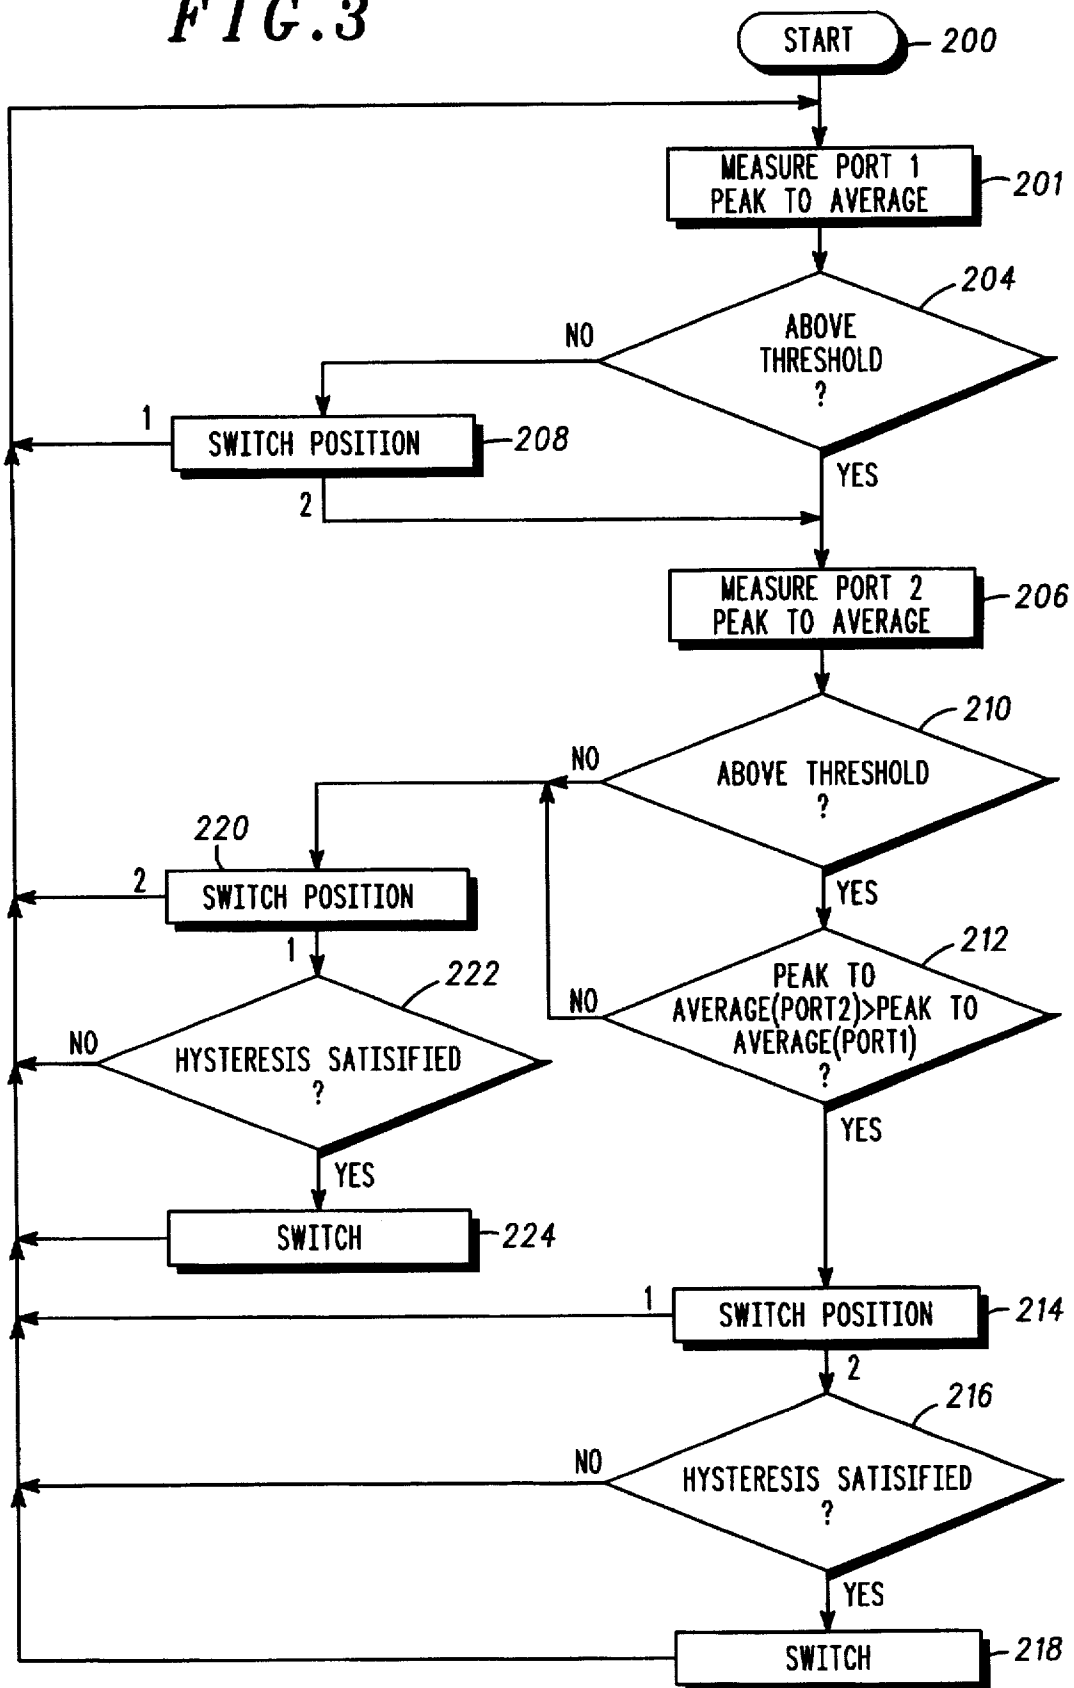 FIG.3
START
200
MEASURE PORT 1
PEAK TO AVERAGE
201
204
ABOVE
THRESHOLD
?
NO
1
SWITCH POSITION
208
YES
2
MEASURE PORT 2
PEAK TO AVERAGE
206
210
NO
ABOVE THRESHOLD
?
220
2
SWITCH POSITION
YES
1
212
222
PEAK TO
AVERAGE(PORT2)>PEAK TO
AVERAGE(PORT1)
?
NO
NO
HYSTERESIS SATISIFIED
?
YES
YES
SWITCH
224
1
SWITCH POSITION
214
2
216
NO
HYSTERESIS SATISIFIED
?
YES
SWITCH
218